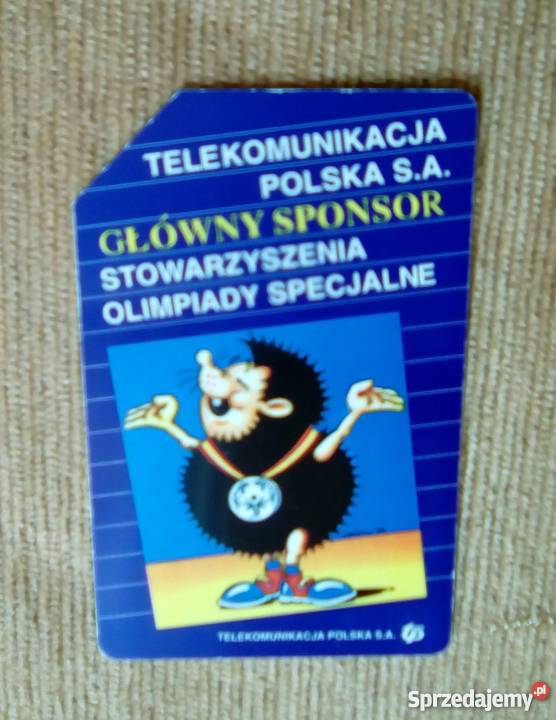 TELEKOMUNIKACJA
POLSKA S.A.
GŁÓWNY SPONSOR
STOWARZYSZENIA
OLIMPIADY SPECJALNE
TELEKOMUNIKACJA POLSKA S.A.
Sprzedajemy.pl